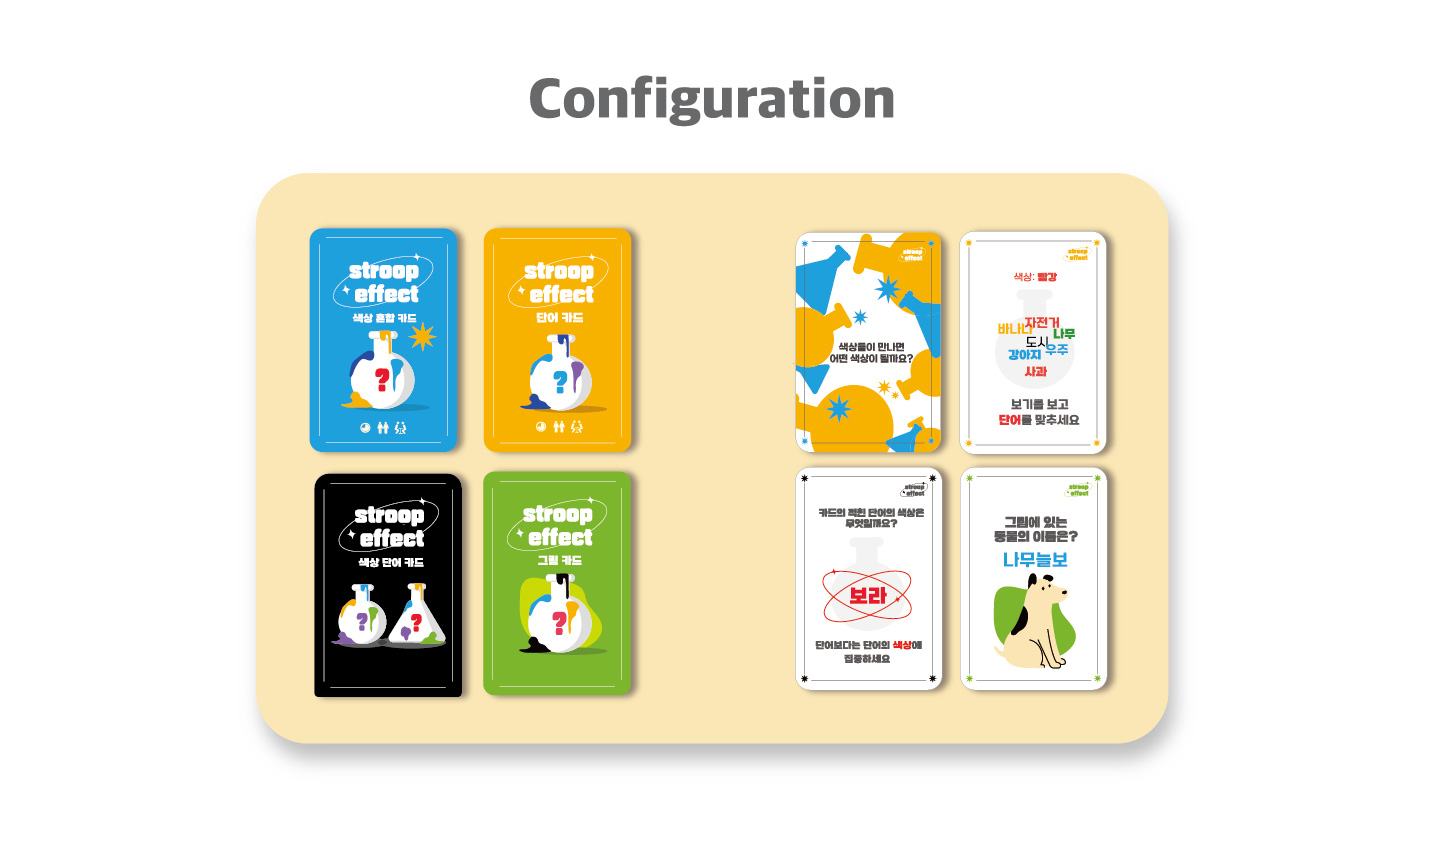 Configuration
stroop
effect
색상 혼합 카드
?
stroop
effect
단어 카드
?
stroop
effect
색상들이 만나면
어떤 색상이 될까요?
stroop
effect
색상: 빨강
자전거
바나나
나무
도시
우주
강아지
사과
보기를 보고
단어를 맞추세요
stroop
effect
색상 단어 카드
? ?
stroop
effect
그림 카드
?
stroop
effect
카드의 적힌 단어의 색상은
무엇일까요?
보라
단어보다는 단어의 색상에
집중하세요
stroop
effect
그림에 있는
동물의 이름은?
나무늘보